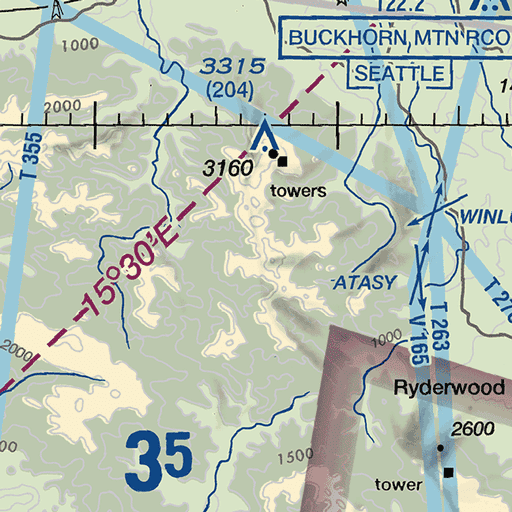 122.2
BUCKHORN MTN RCO
SEATTLE
1000
3315
(204)
2000
T 355
3160
towers
WINL
15°30'E
ATASY
T 270
V 165
T 263
2000
1000
Ryderwood
2600
35
1500
tower